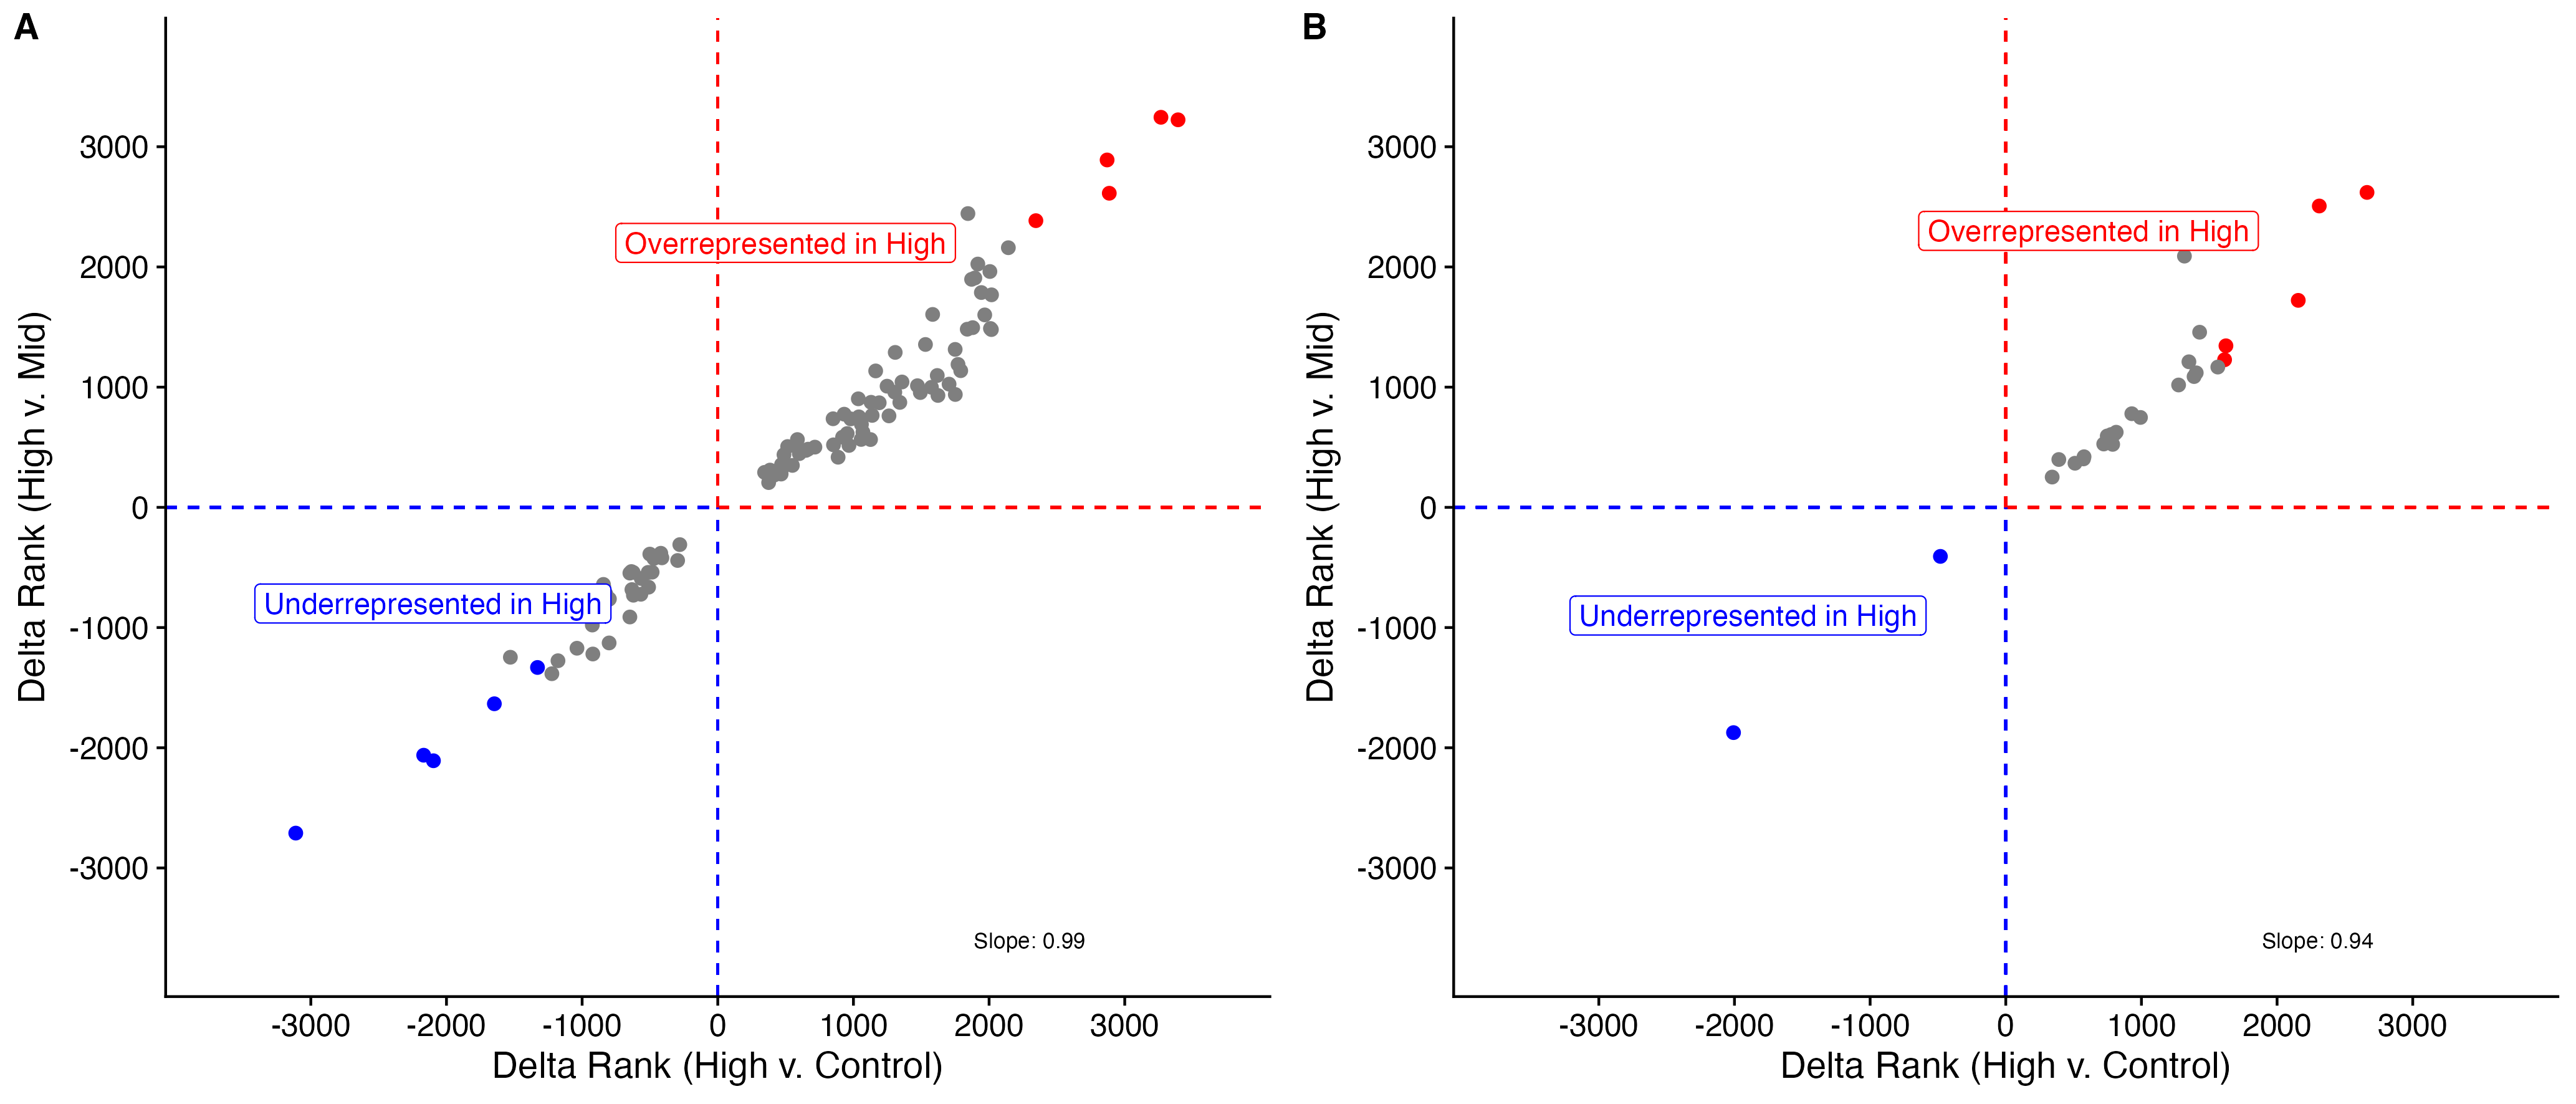 A
Delta Rank (High v. Mid)
3000
2000
1000
0
-1000
-2000
-3000
Overrepresented in High
Underrepresented in High
Slope: 0.99
-3000 -2000 -1000 0 1000 2000 3000
Delta Rank (High v. Control)
B
Delta Rank (High v. Mid)
3000
2000
1000
0
-1000
-2000
-3000
Overrepresented in High
Underrepresented in High
Slope: 0.94
-3000 -2000 -1000 0 1000 2000 3000
Delta Rank (High v. Control)